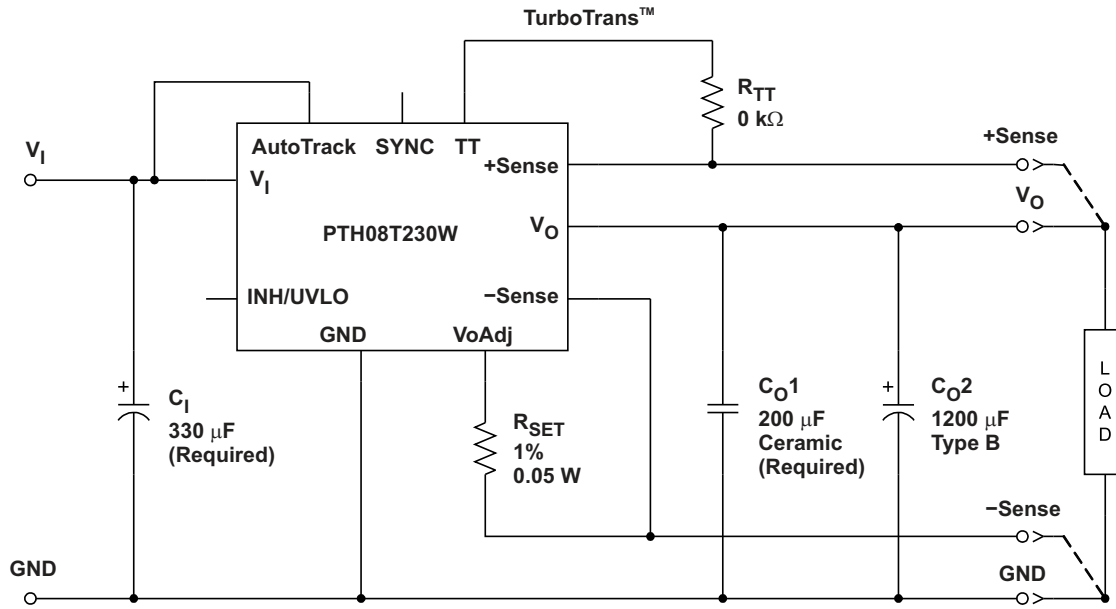 TurboTrans™
R_TT
0 kΩ
AutoTrack
SYNC
TT
+Sense
+Sense
V_I
V_I
V_O
V_O
PTH08T230W
INH/UVLO
−Sense
GND
VoAdj
+
C_I
330 μF
(Required)
R_SET
1%
0.05 W
C_O1
200 μF
Ceramic
(Required)
+
C_O2
1200 μF
Type B
LOAD
−Sense
GND
GND